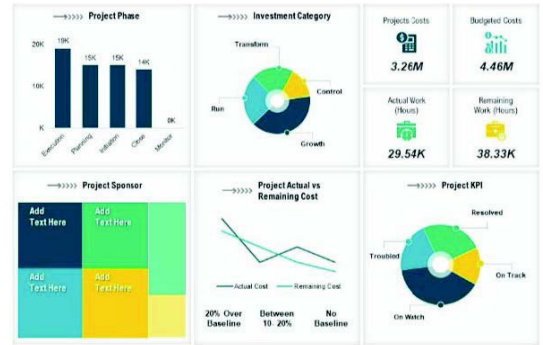 Project Phase
20K
10K
K
19K
15K
15K
14K
0K
Execution
Planning
Initiation
Close
Monitor
Investment Category
Transform
Control
Run
Growth
Projects Costs
3.26M
Budgeted Costs
4.46M
Actual Work
(Hours)
29.54K
Remaining
Work (Hours)
38.33K
Project Sponsor
Add
Text Here
Add
Text Here
Add
Text Here
Add
Text Here
Project Actual vs
Remaining Cost
Actual Cost
Remaining Cost
20% Over
Baseline
Between
10- 20%
No
Baseline
Project KPI
Resolved
Troubled
On Track
On Watch